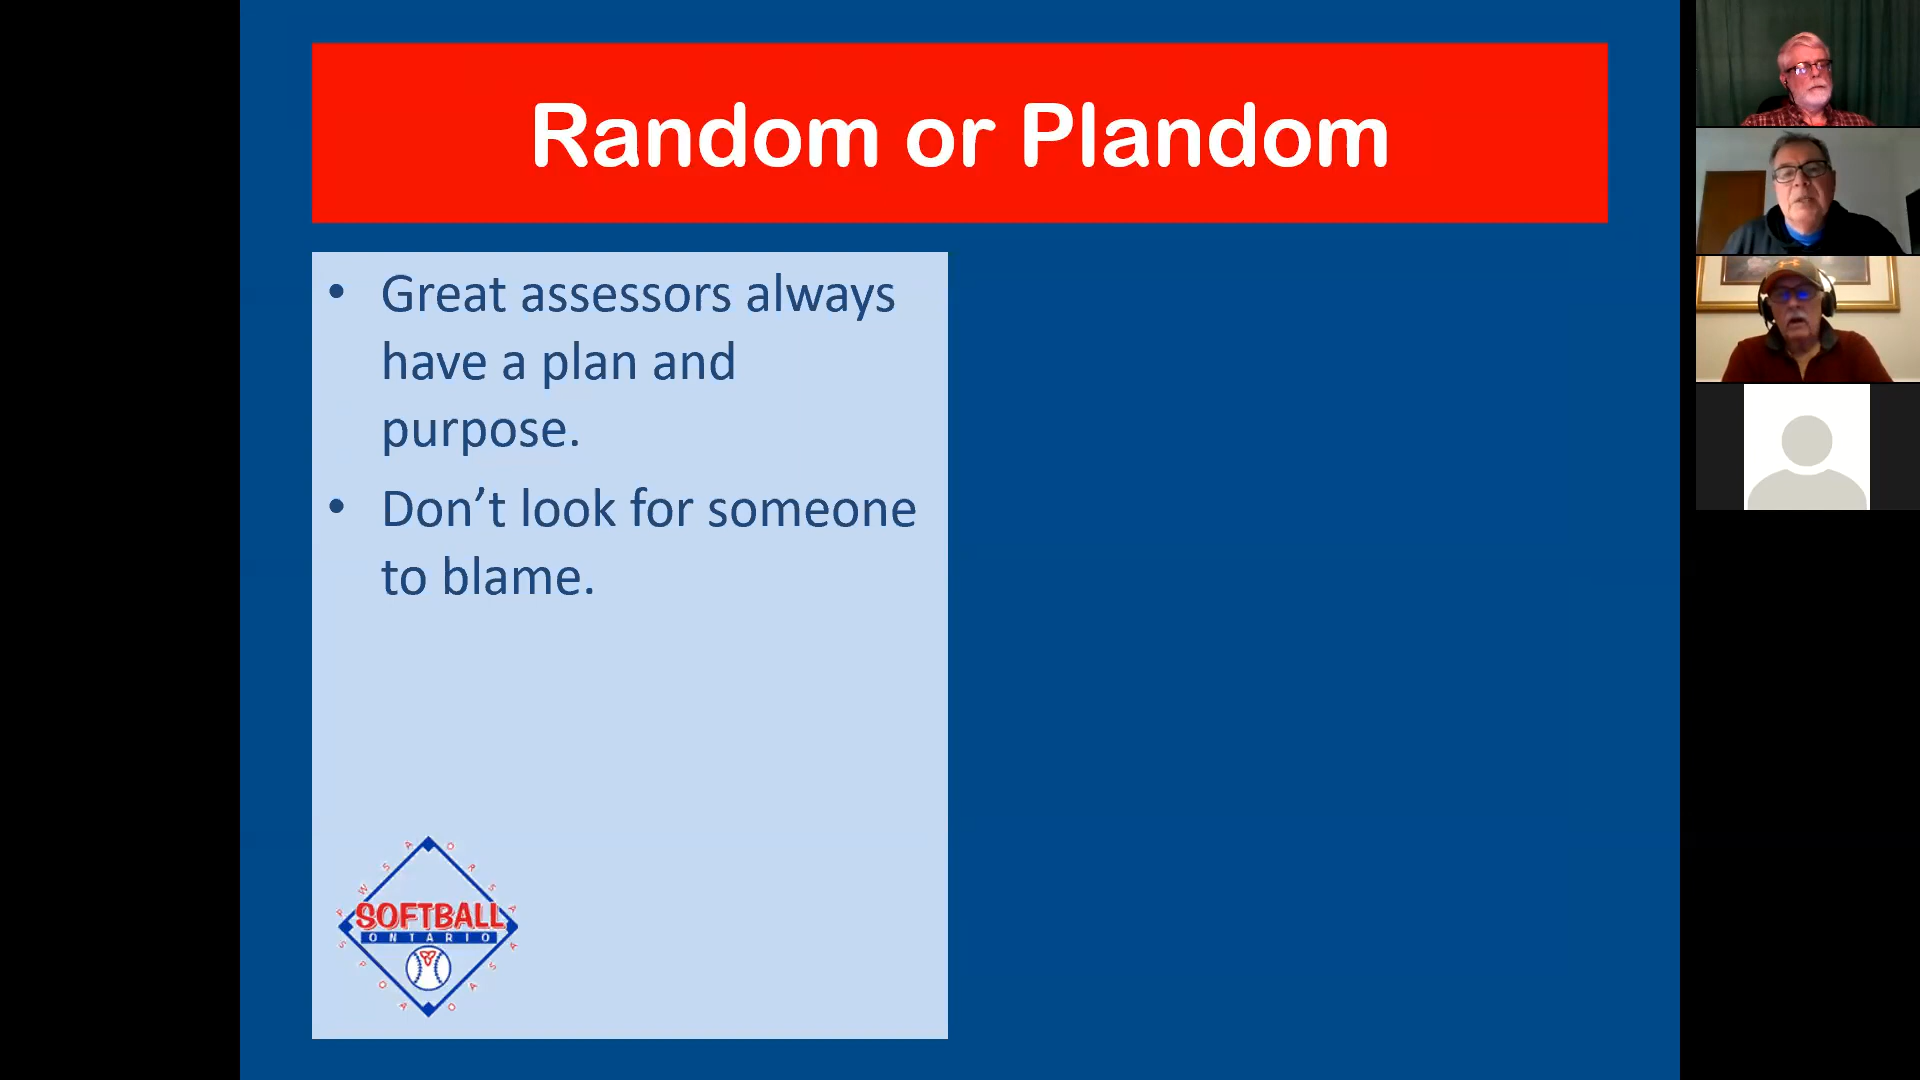 Random or Plandom
• Great assessors always
have a plan and
purpose.
• Don’t look for someone
to blame.
SOFTBALL
ONTARIO
P W S A
O R S A
S P O A
O A S A